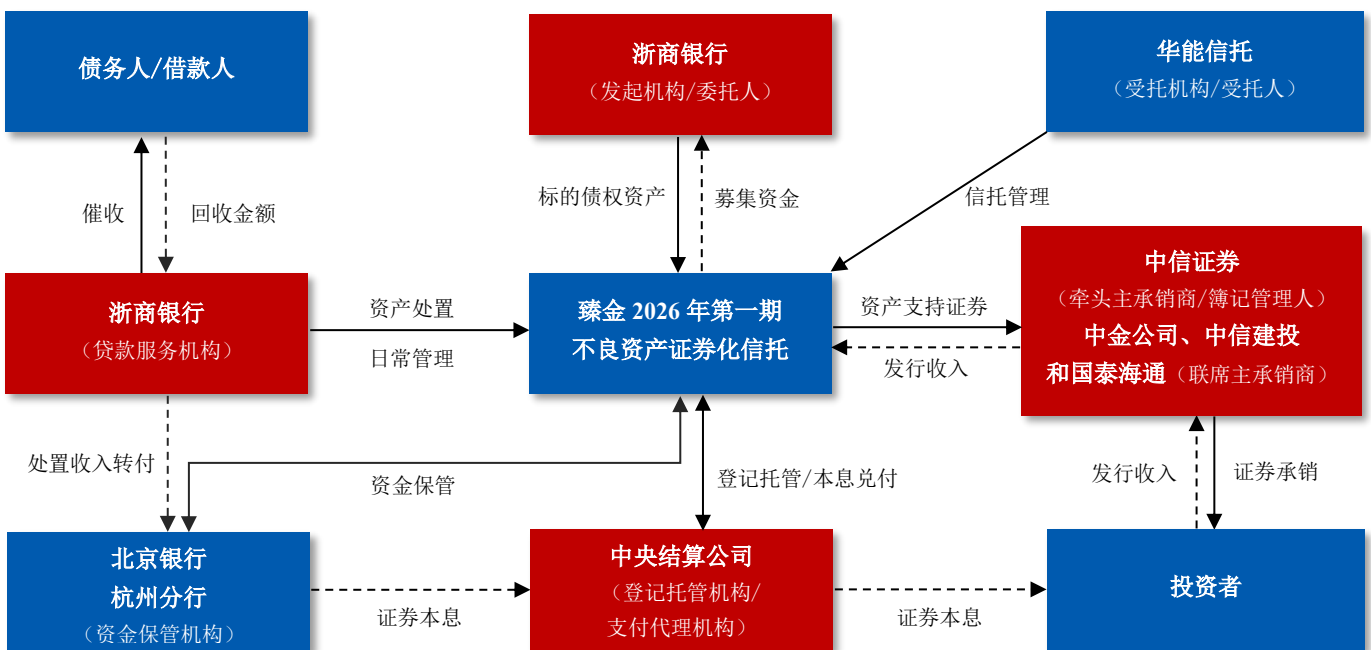 债务人/借款人
浙商银行
（发起机构/委托人）
华能信托
（受托机构/受托人）
催收
回收金额
标的债权资产
募集资金
信托管理
浙商银行
（贷款服务机构）
资产处置
日常管理
臻金 2026 年第一期
不良资产证券化信托
资产支持证券
发行收入
中信证券
（牵头主承销商/簿记管理人）
中金公司、中信建投
和国泰海通（联席主承销商）
处置收入转付
资金保管
登记托管/本息兑付
发行收入
证券承销
北京银行
杭州分行
（资金保管机构）
证券本息
中央结算公司
（登记托管机构/
支付代理机构）
证券本息
投资者